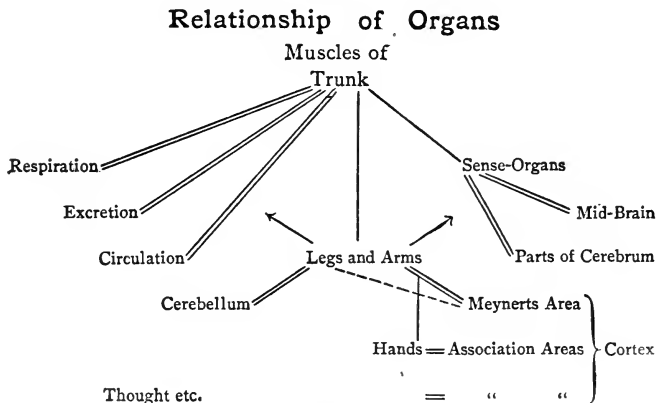 Relationship of Organs
Muscles of
Trunk
Respiration
Sense-Organs
Excretion
Mid-Brain
Circulation
Legs and Arms
Parts of Cerebrum
Cerebellum
Meynerts Area
Hands = Association Areas
Cortex
Thought etc. = “ “